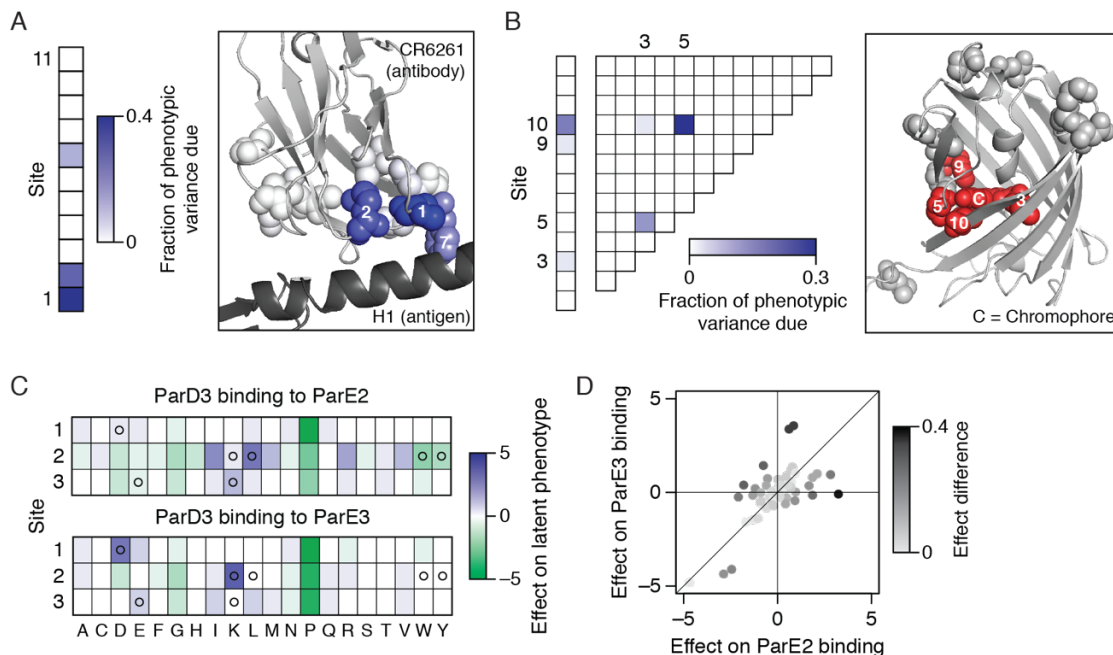 A
11
Site
1
0.4
0
Fraction of phenotypic
variance due
CR6261
(antibody)
2
1
7
H1 (antigen)
B
3 5
10
9
Site
5
3
0 0.3
Fraction of phenotypic
variance due
9
5
C
3
10
C = Chromophore
C
ParD3 binding to ParE2
1
2
3
Site
ParD3 binding to ParE3
1
2
3
A C D E F G H I K L M N P Q R S T V W Y
5
0
−5
Effect on latent phenotype
D
5
0
−5
Effect on ParE3 binding
−5 0 5
Effect on ParE2 binding
0.4
0
Effect difference